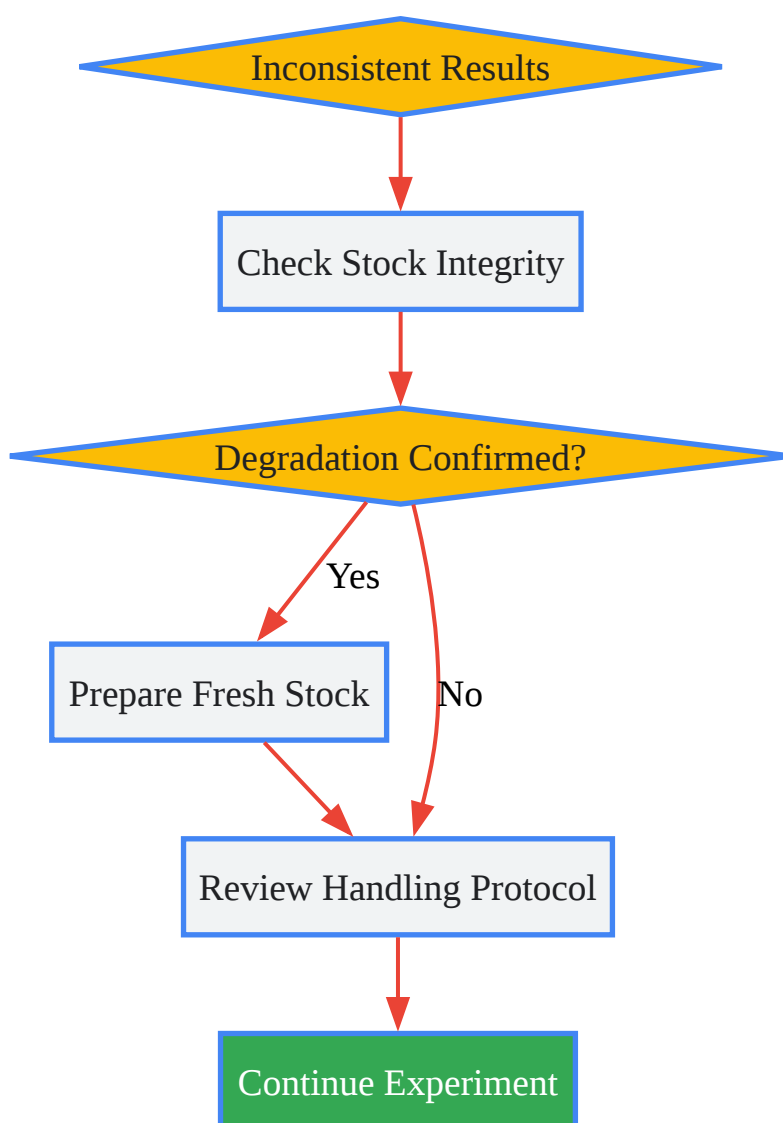 Inconsistent Results
Check Stock Integrity
Degradation Confirmed?
Yes
Prepare Fresh Stock
No
Review Handling Protocol
Continue Experiment